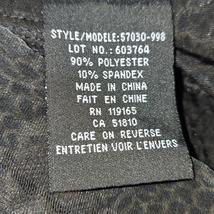 STYLE/MODELE:57030-998
LOT NO.:603764
90% POLYESTER
10% SPANDEX
MADE IN CHINA
FAIT EN CHINE
RN 119165
CA 51810
CARE ON REVERSE
ENTRETIEN VOIR L'ENVERS